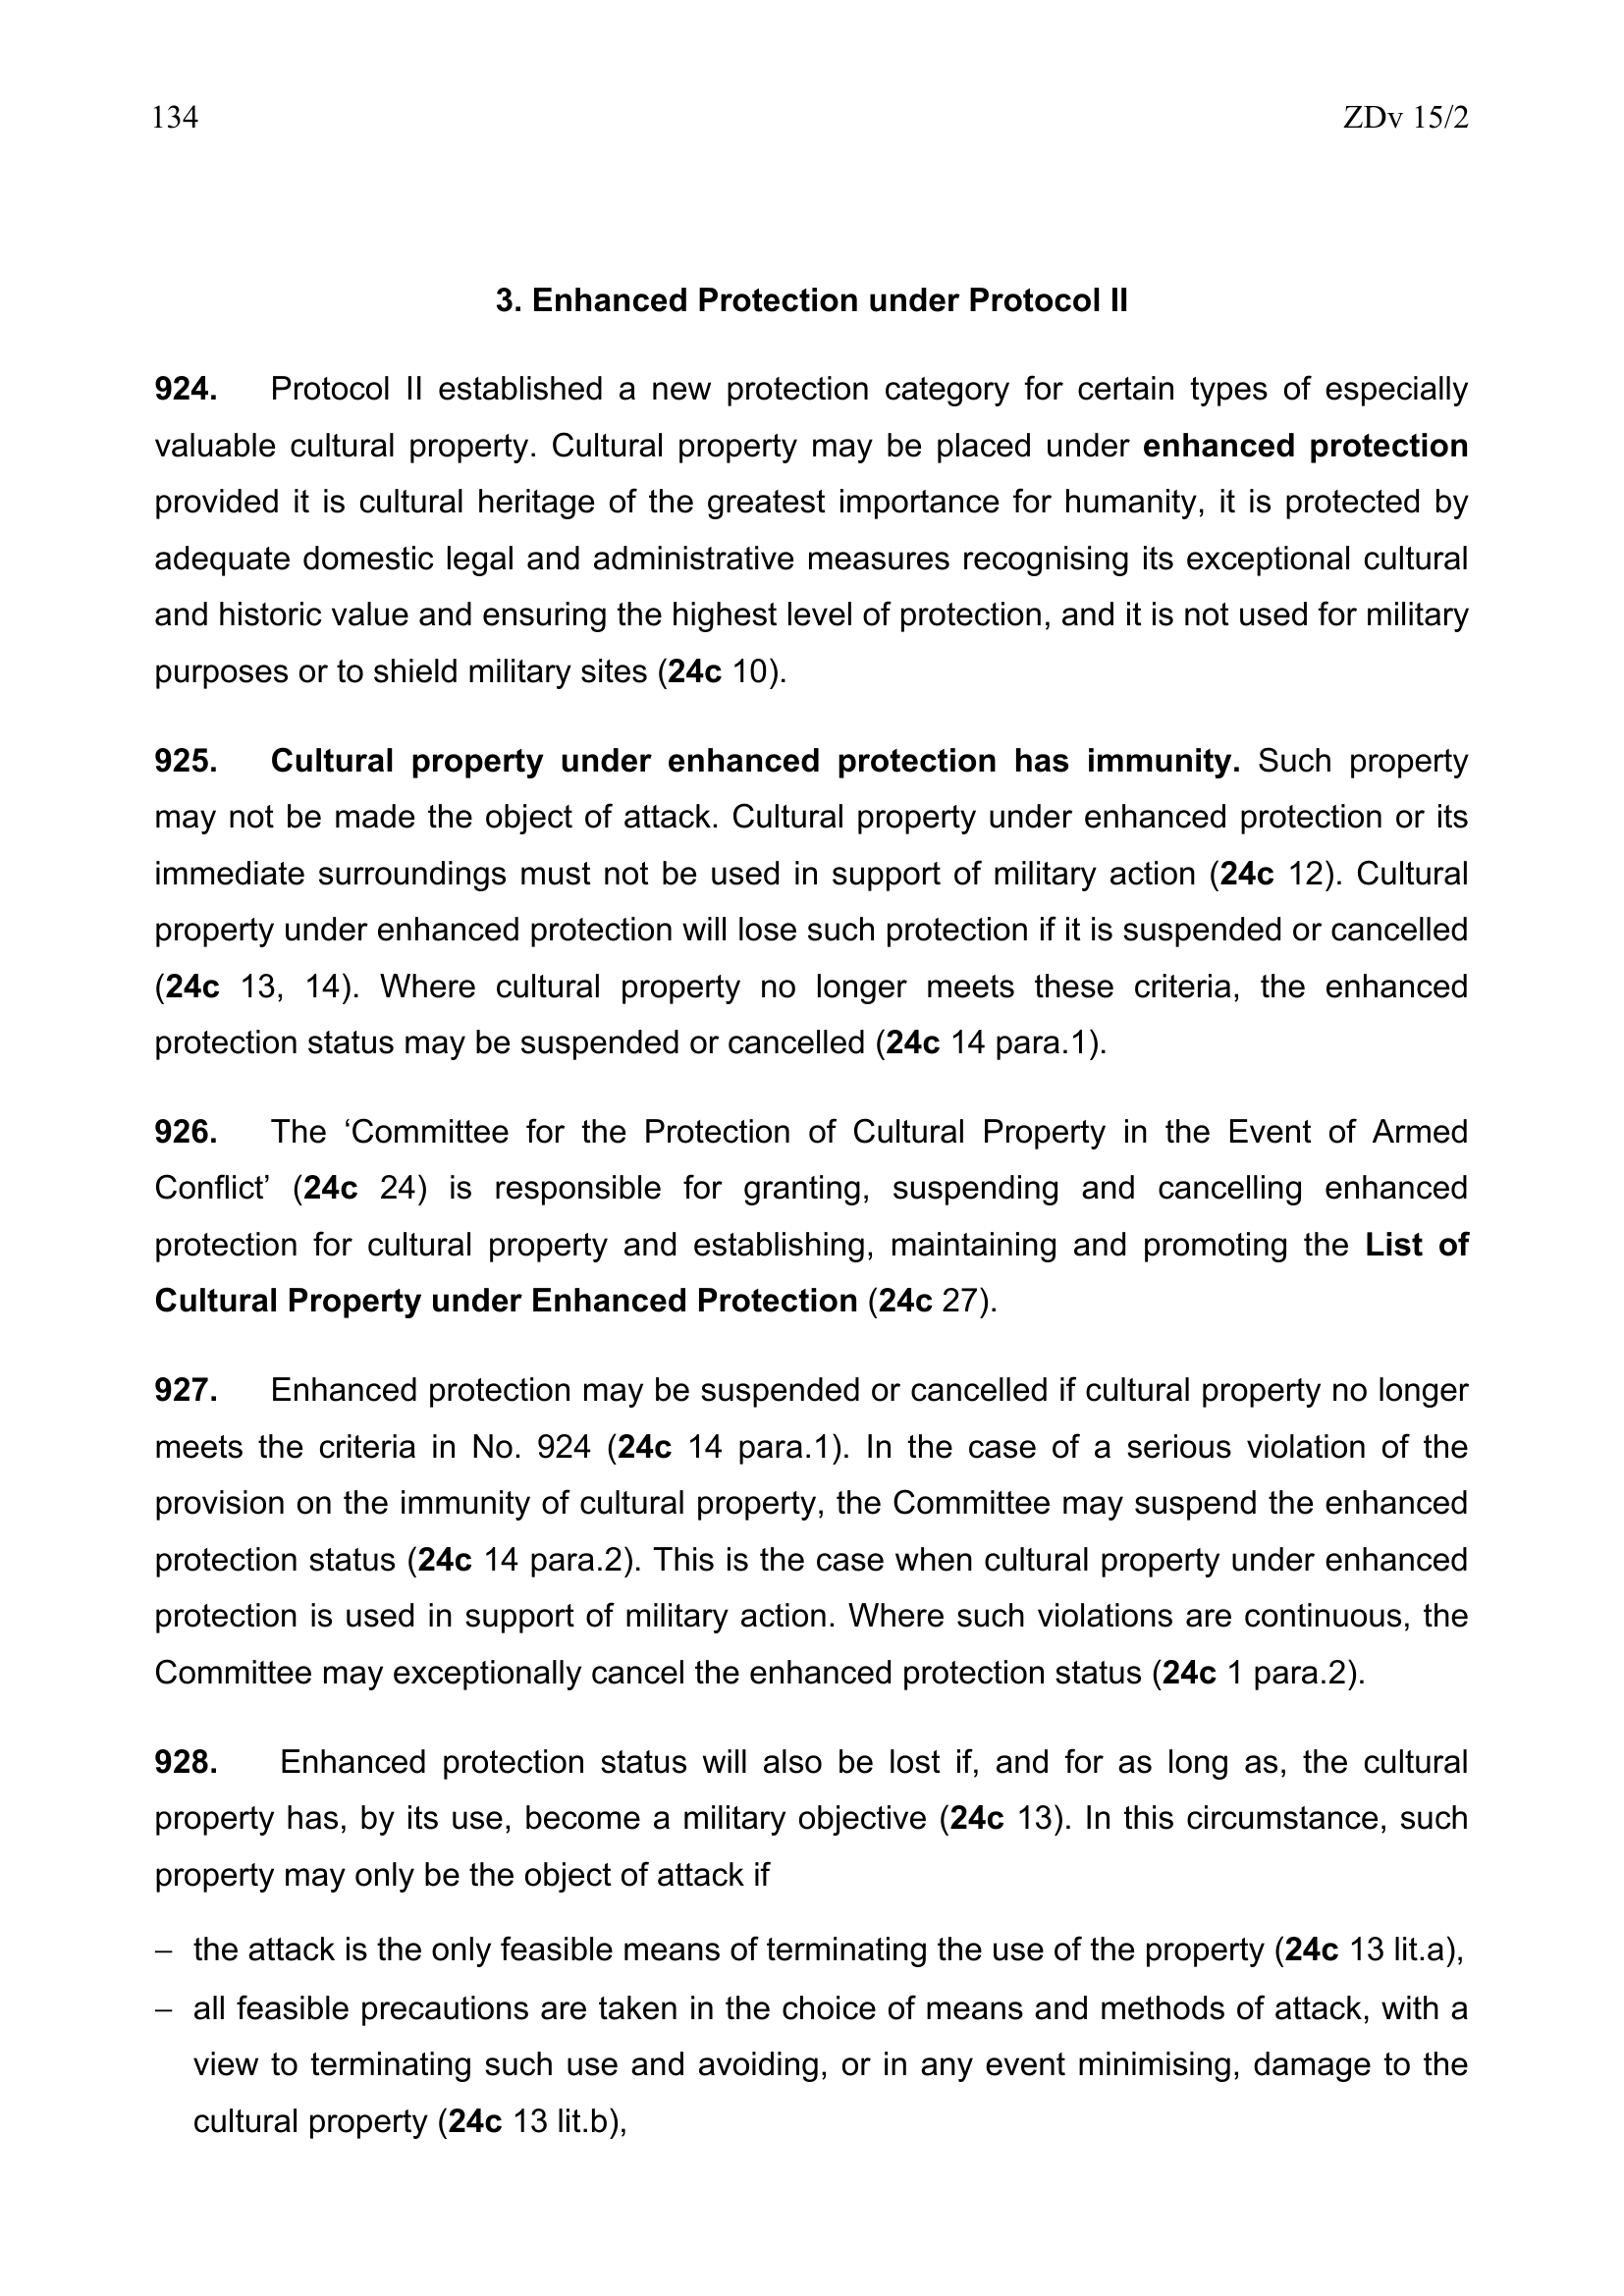 134 ZDv 15/2
3. Enhanced Protection under Protocol II
924. Protocol II established a new protection category for certain types of especially
valuable cultural property. Cultural property may be placed under enhanced protection
provided it is cultural heritage of the greatest importance for humanity, it is protected by
adequate domestic legal and administrative measures recognising its exceptional cultural
and historic value and ensuring the highest level of protection, and it is not used for military
purposes or to shield military sites (24c 10).
925. Cultural property under enhanced protection has immunity. Such property
may not be made the object of attack. Cultural property under enhanced protection or its
immediate surroundings must not be used in support of military action (24c 12). Cultural
property under enhanced protection will lose such protection if it is suspended or cancelled
(24c 13, 14). Where cultural property no longer meets these criteria, the enhanced
protection status may be suspended or cancelled (24c 14 para.1).
926. The ‘Committee for the Protection of Cultural Property in the Event of Armed
Conflict’ (24c 24) is responsible for granting, suspending and cancelling enhanced
protection for cultural property and establishing, maintaining and promoting the List of
Cultural Property under Enhanced Protection (24c 27).
927. Enhanced protection may be suspended or cancelled if cultural property no longer
meets the criteria in No. 924 (24c 14 para.1). In the case of a serious violation of the
provision on the immunity of cultural property, the Committee may suspend the enhanced
protection status (24c 14 para.2). This is the case when cultural property under enhanced
protection is used in support of military action. Where such violations are continuous, the
Committee may exceptionally cancel the enhanced protection status (24c 1 para.2).
928. Enhanced protection status will also be lost if, and for as long as, the cultural
property has, by its use, become a military objective (24c 13). In this circumstance, such
property may only be the object of attack if
– the attack is the only feasible means of terminating the use of the property (24c 13 lit.a),
– all feasible precautions are taken in the choice of means and methods of attack, with a
view to terminating such use and avoiding, or in any event minimising, damage to the
cultural property (24c 13 lit.b),